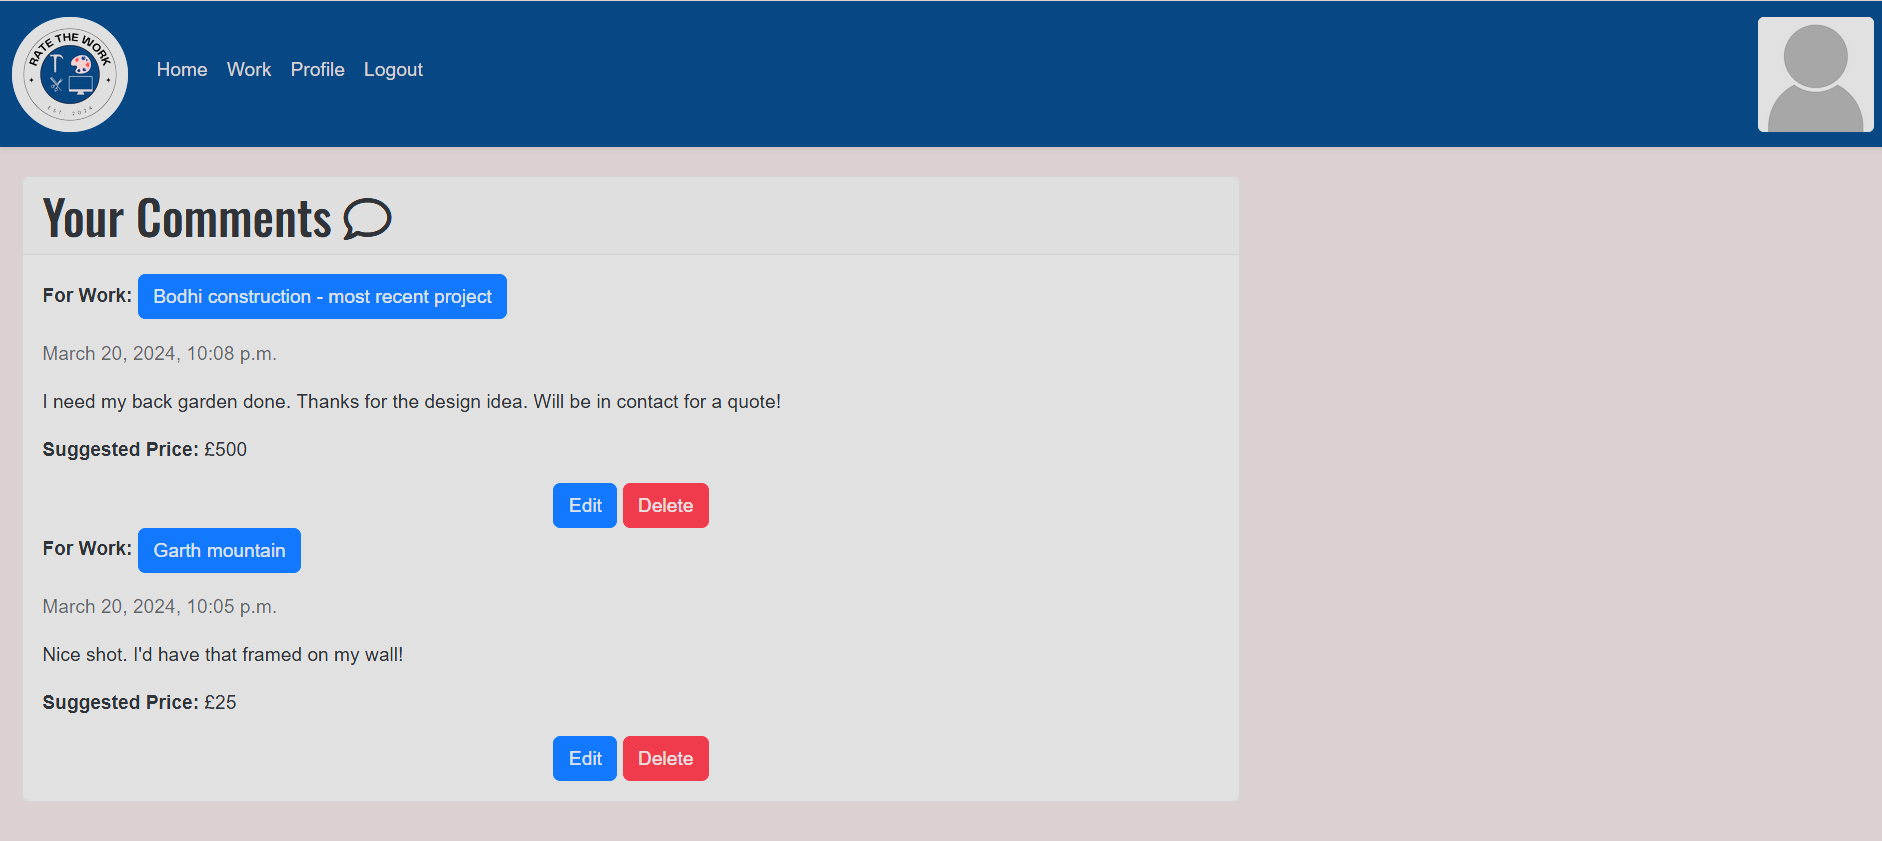 RATE THE WORK
EST. 2024
Home Work Profile Logout
Your Comments
For Work: Bodhi construction - most recent project
March 20, 2024, 10:08 p.m.
I need my back garden done. Thanks for the design idea. Will be in contact for a quote!
Suggested Price: £500
Edit Delete
For Work: Garth mountain
March 20, 2024, 10:05 p.m.
Nice shot. I'd have that framed on my wall!
Suggested Price: £25
Edit Delete